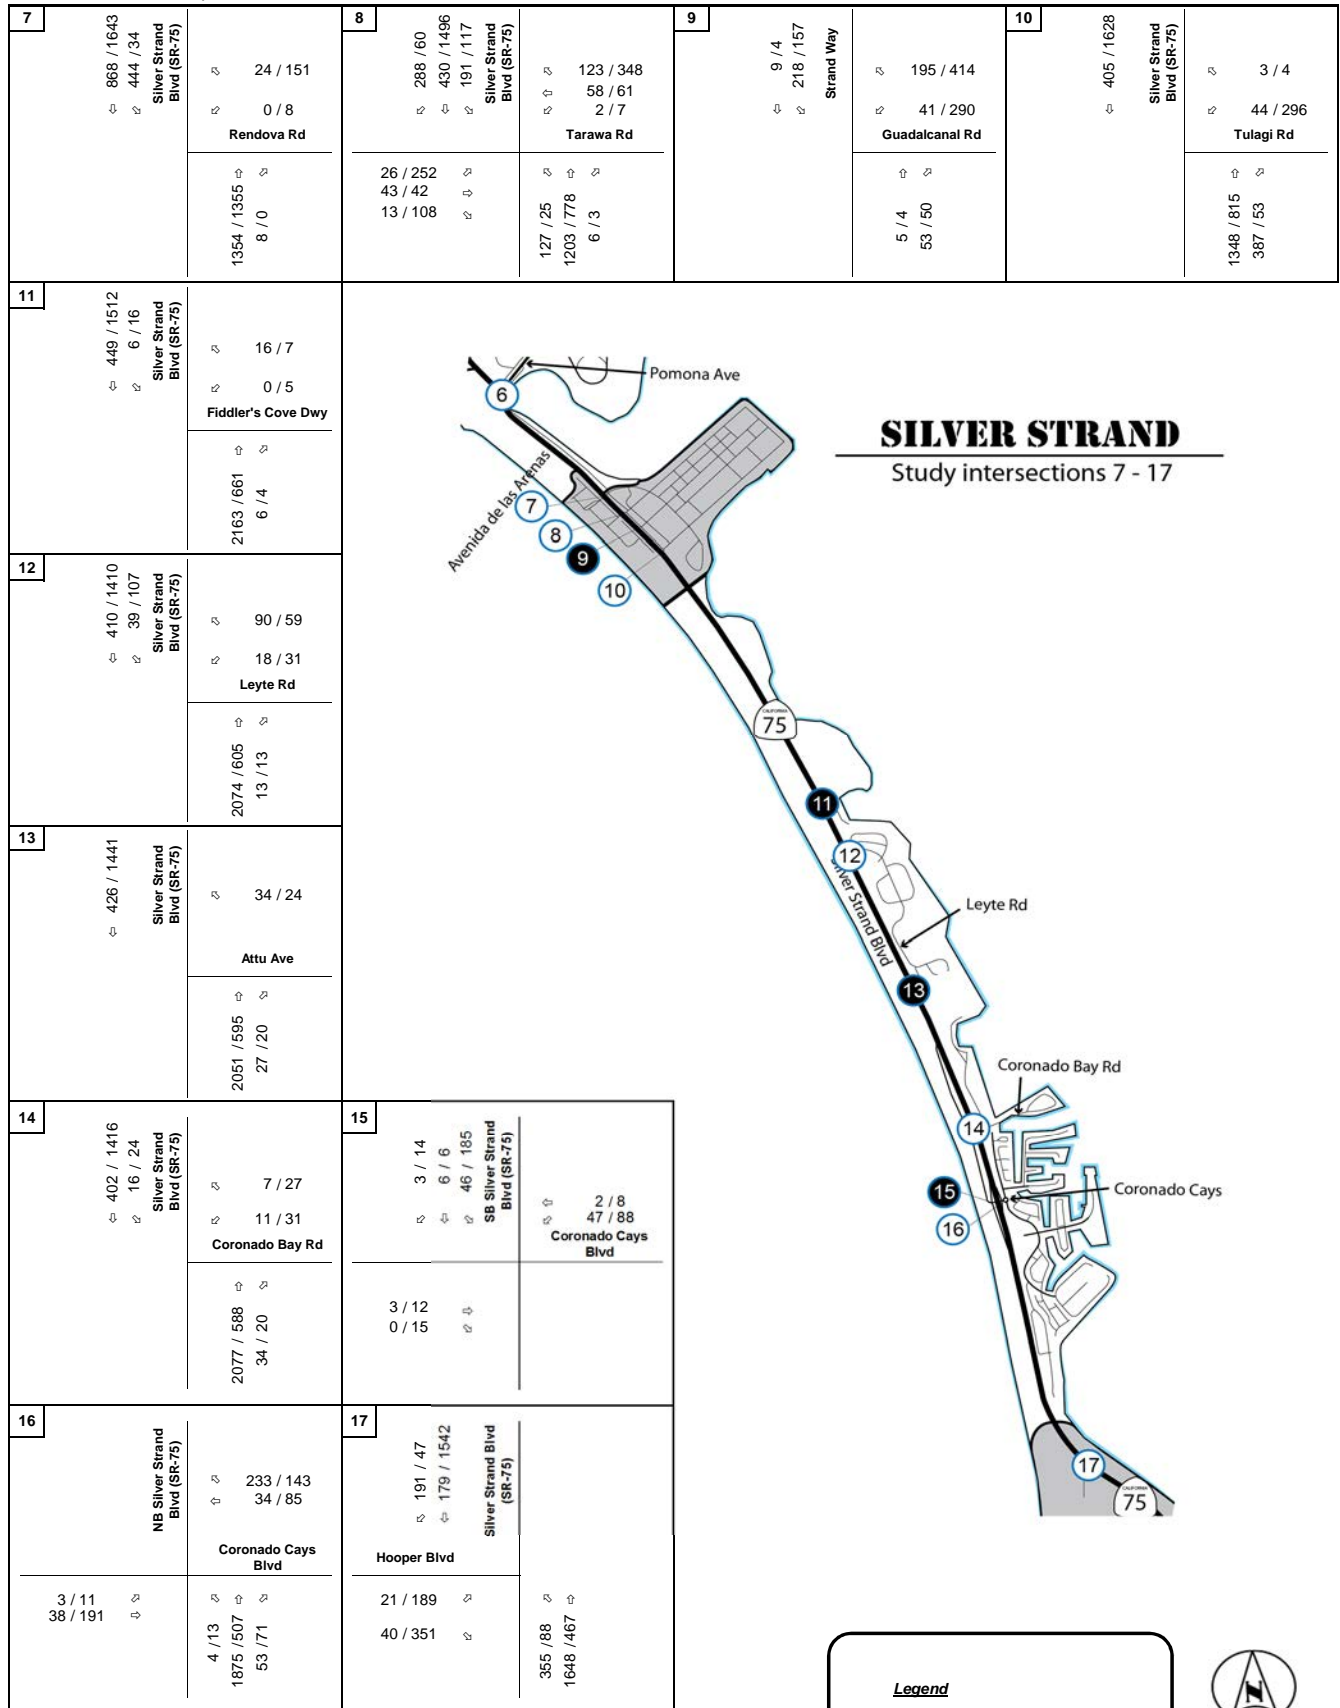 7
868 / 1643
444 / 34
Silver Strand
Blvd (SR-75)
24 / 151
0 / 8
Rendova Rd
1354 / 1355
8 / 0
8
288 / 60
430 / 1496
191 / 117
Silver Strand
Blvd (SR-75)
123 / 348
58 / 61
2 / 7
Tarawa Rd
26 / 252
43 / 42
13 / 108
127 / 25
1203 / 778
6 / 3
9
9 / 4
218 / 157
Strand Way
195 / 414
41 / 290
Guadalcanal Rd
5 / 4
53 / 50
10
405 / 1628
Silver Strand
Blvd (SR-75)
3 / 4
44 / 296
Tulagi Rd
1348 / 815
387 / 53
11
449 / 1512
6 / 16
Silver Strand
Blvd (SR-75)
16 / 7
0 / 5
Fiddler's Cove Dwy
2163 / 661
6 / 4
12
410 / 1410
39 / 107
Silver Strand
Blvd (SR-75)
90 / 59
18 / 31
Leyte Rd
2074 / 605
13 / 13
13
426 / 1441
Silver Strand
Blvd (SR-75)
34 / 24
Attu Ave
2051 / 595
27 / 20
14
402 / 1416
16 / 24
Silver Strand
Blvd (SR-75)
7 / 27
11 / 31
Coronado Bay Rd
2077 / 588
34 / 20
15
3 / 14
6 / 6
46 / 185
SB Silver Strand
Blvd (SR-75)
2 / 8
47 / 88
Coronado Cays
Blvd
3 / 12
0 / 15
16
NB Silver Strand
Blvd (SR-75)
233 / 143
34 / 85
Coronado Cays
Blvd
3 / 11
38 / 191
4 / 13
1875 / 507
53 / 71
17
191 / 47
179 / 1542
Silver Strand Blvd
(SR-75)
Hooper Blvd
21 / 189
40 / 351
355 / 88
1648 / 467
SILVER STRAND
Study intersections 7 - 17
Pomona Ave
6
Avenida de las Arenas
7
8
9
10
CALIFORNIA
75
11
12
Silver Strand Blvd
Leyte Rd
13
Coronado Bay Rd
14
15
Coronado Cays
16
17
CALIFORNIA
75
Legend
N